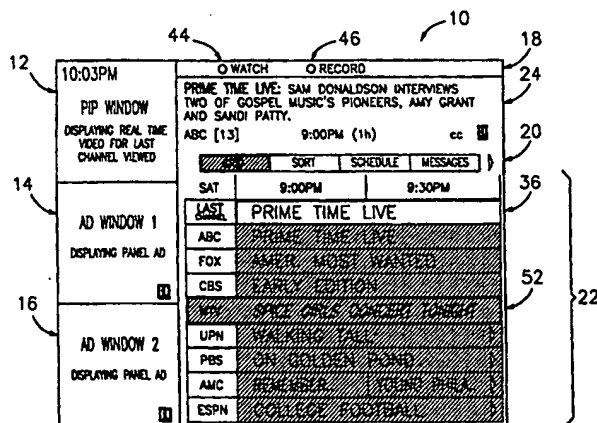 10
44
46
12
18
10:03PM
WATCH
RECORD
24
PIP WINDOW
DISPLAYING REAL TIME
VIDEO FOR LAST
CHANNEL VIEWED
PRIME TIME LIVE: SAM DONALDSON INTERVIEWS
TWO OF GOSPEL MUSIC'S PIONEERS, AMY GRANT
AND SANDI PATTY.
ABC [13] 9:00PM (1h) cc
20
SORT SCHEDULE MESSAGES
14
SAT 9:00PM 9:30PM
36
AD WINDOW 1
DISPLAYING PANEL AD
LAST
CHANNEL
PRIME TIME LIVE
ABC PRIME TIME LIVE
FOX AMER. MOST WANTED
CBS EARLY EDITION
52
16
MTV SPICE GIRLS CONCERT TONIGHT
22
AD WINDOW 2
DISPLAYING PANEL AD
UPN WALKING TALL
PBS ON GOLDEN POND
AMC REMEMBER YOUNG PHILA.
ESPN COLLEGE FOOTBALL